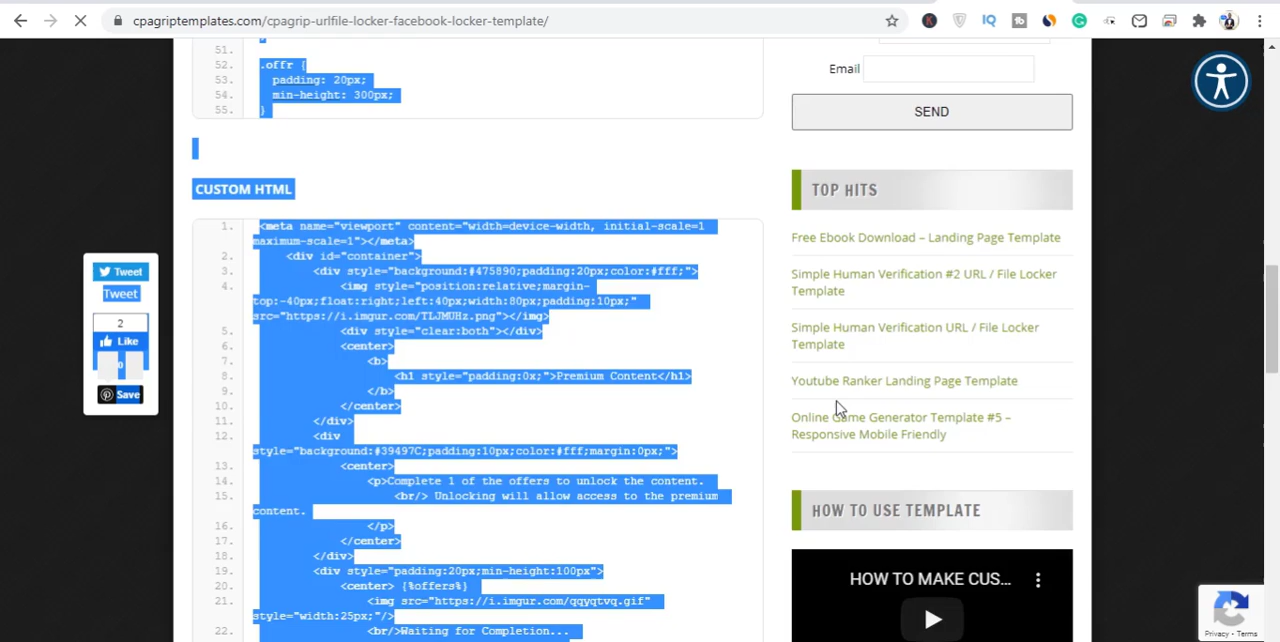 cpagriptemplates.com/cpagrip-urlfile-locker-facebook-locker-template/
51.
52. .offr {
53. padding: 20px;
54. min-height: 300px;
55. }
CUSTOM HTML
1. <meta name="viewport" content="width=device-width, initial-scale=1
maximum-scale=1"></meta>
2. <div id="container">
3. <div style="background:#475890;padding:20px;color:#fff;">
4. <img style="position:relative;margin-
top:-40px;float:right;left:40px;width:80px;padding:10px;"
src="https://i.imgur.com/TLJMUHz.png"></img>
5. <div style="clear:both"></div>
6. <center>
7. <b>
8. <h1 style="padding:0x;">Premium Content</h1>
9. </b>
10. </center>
11. </div>
12. <div
style="background:#39497C;padding:10px;color:#fff;margin:0px;">
13. <center>
14. <p>Complete 1 of the offers to unlock the content.
15. <br/> Unlocking will allow access to the premium
content.
16. </p>
17. </center>
18. </div>
19. <div style="padding:20px;min-height:100px">
20. <center> {%offers%}
21. <img src="https://i.imgur.com/qqyqtvq.gif"
style="width:25px;"/>
22. <br/>Waiting for Completion...
Tweet
Tweet
2
Like
0
Save
Email
SEND
TOP HITS
Free Ebook Download – Landing Page Template
Simple Human Verification #2 URL / File Locker
Template
Simple Human Verification URL / File Locker
Template
Youtube Ranker Landing Page Template
Online Game Generator Template #5 –
Responsive Mobile Friendly
HOW TO USE TEMPLATE
HOW TO MAKE CUS...
Privacy - Terms